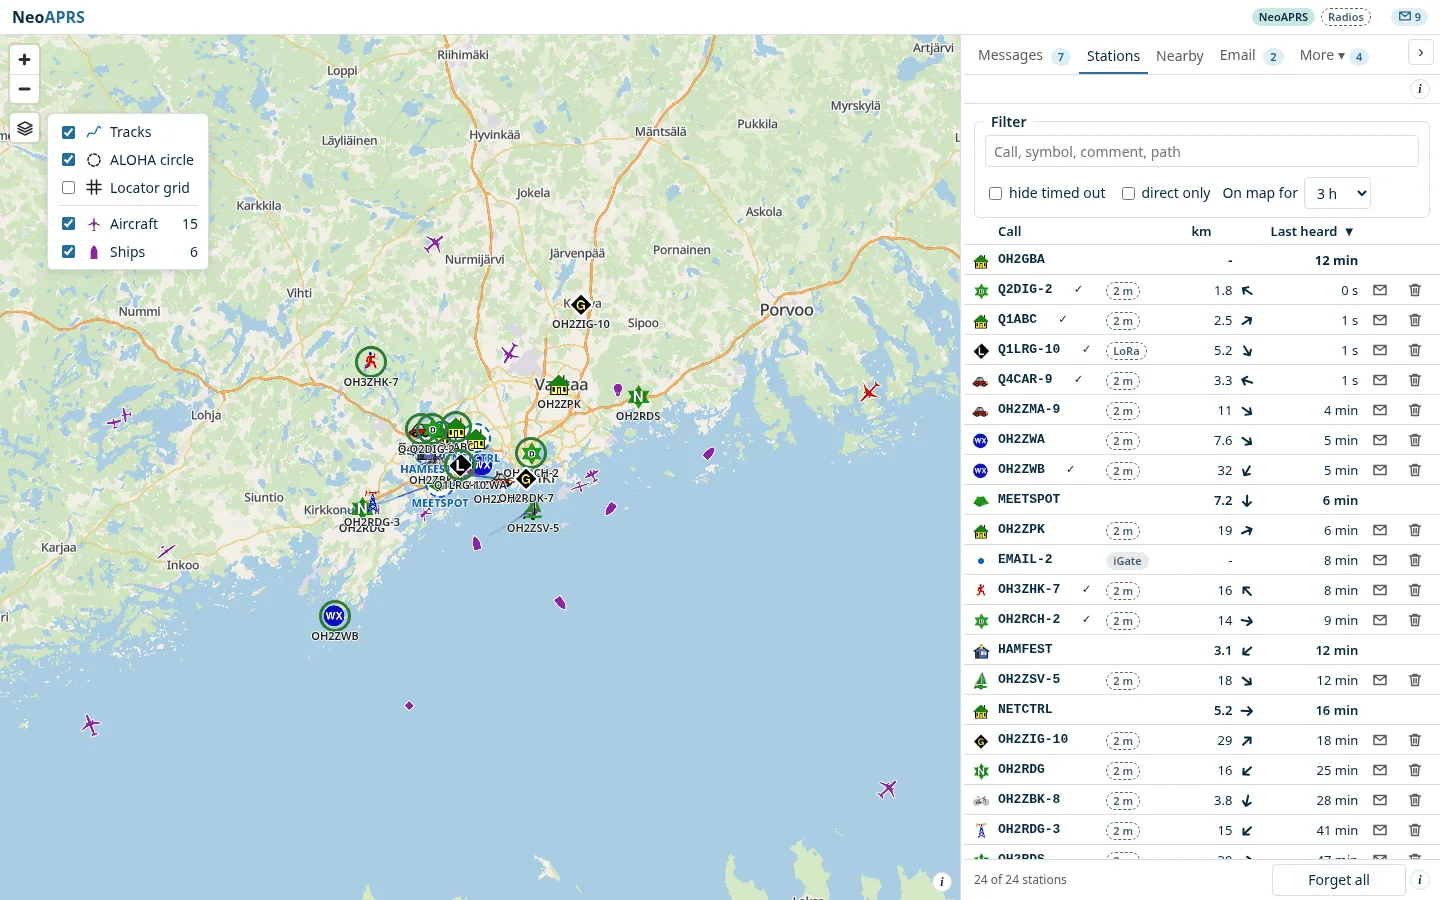 NeoAPRS
NeoAPRS
Radios
9
Messages 7
Stations
Nearby
Email 2
More ▾ 4
Tracks
ALOHA circle
Locator grid
Aircraft 15
Ships 6
Filter
Call, symbol, comment, path
hide timed out
direct only
On map for
3 h
Call km Last heard ▼
OH2GBA - 12 min
Q2DIG-2 ✓ 2 m 1.8 0 s
Q1ABC ✓ 2 m 2.5 1 s
Q1LRG-10 ✓ LoRa 5.2 1 s
Q4CAR-9 ✓ 2 m 3.3 1 s
OH2ZMA-9 2 m 11 4 min
OH2ZWA 2 m 7.6 5 min
OH2ZWB ✓ 2 m 32 5 min
MEETSPOT 7.2 6 min
OH2ZPK 2 m 19 6 min
EMAIL-2 iGate - 8 min
OH3ZHK-7 ✓ 2 m 16 8 min
OH2RCH-2 ✓ 2 m 14 9 min
HAMFEST 3.1 12 min
OH2ZSV-5 2 m 18 12 min
NETCTRL 5.2 16 min
OH2ZIG-10 2 m 29 18 min
OH2RDG 2 m 16 25 min
OH2ZBK-8 2 m 3.8 28 min
OH2RDG-3 2 m 15 41 min
24 of 24 stations
Forget all
Riihimäki
Artjärvi
Loppi
Myrskylä
Pukkila
Mäntsälä
Hyvinkää
Läyliäinen
Jokela
Karkkila
Askola
Pornainen
Järvenpää
Nurmijärvi
Vihti
Nummi
Porvoo
OH2ZIG-10
Sipoo
OH3ZHK-7
OH2ZPK
OH2RDS
Lohja
Siuntio
MEETSPOT
OH2RDK-7
OH2RDG-3
OH2RDG
OH2ZSV-5
Karjaa
Inkoo
WX
OH2ZWB